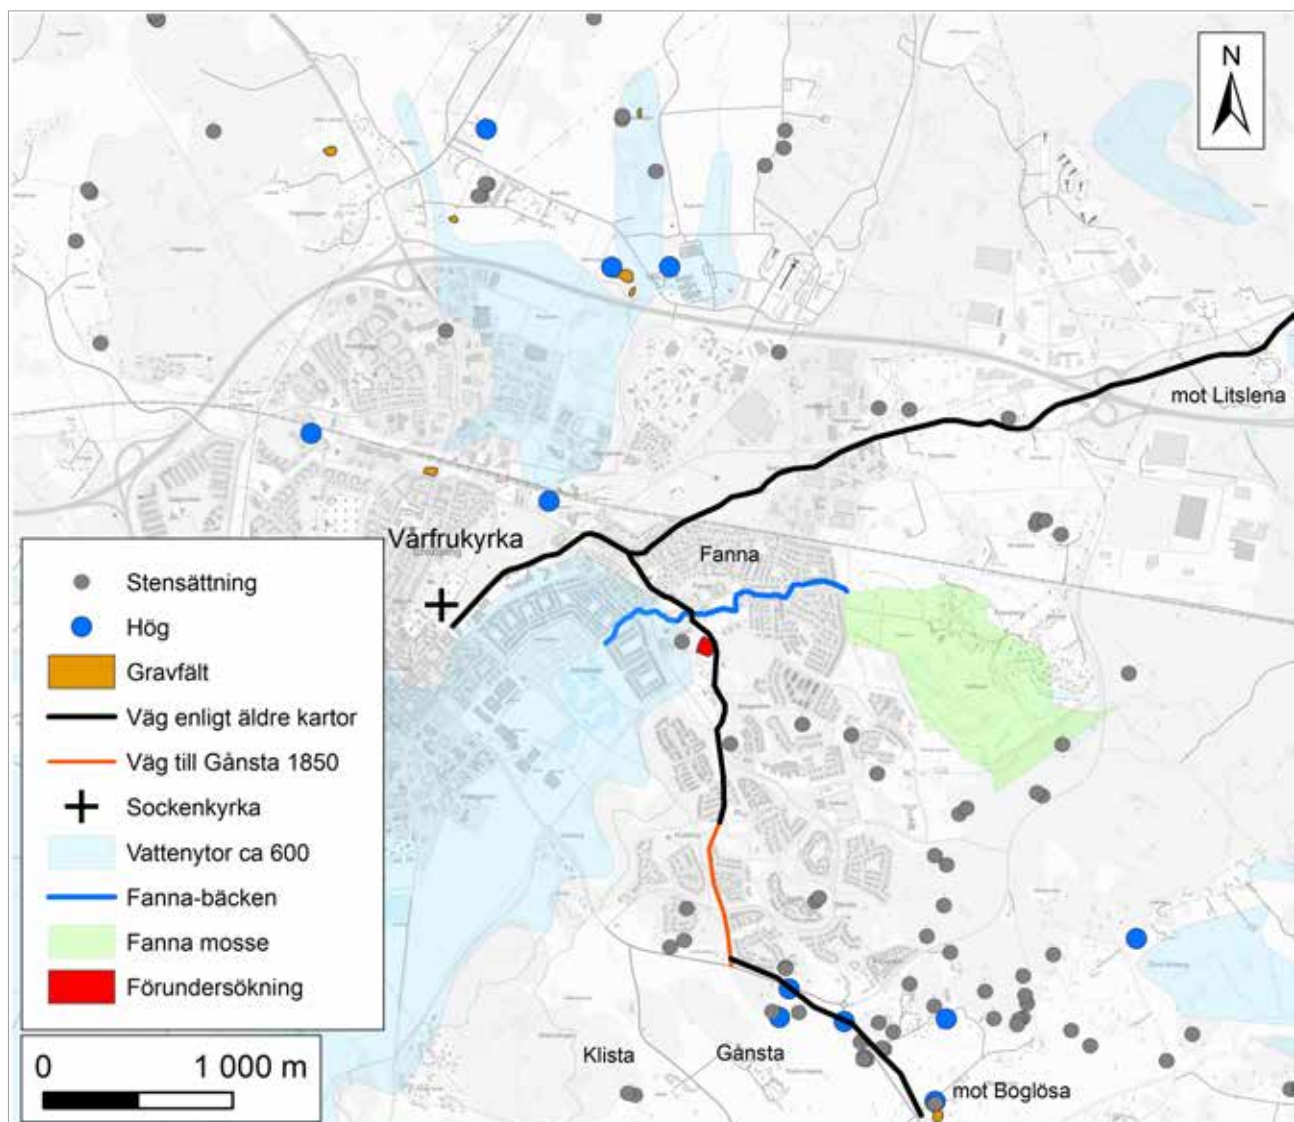 N
mot Litslena
Vårfrukyrka
Fanna
Stensättning
Hög
Gravfält
Väg enligt äldre kartor
Väg till Gånsta 1850
Sockenkyrka
Vattenytor ca 600
Fanna-bäcken
Fanna mosse
Förundersökning
Klista
Gånsta
mot Boglösa
0 1 000 m